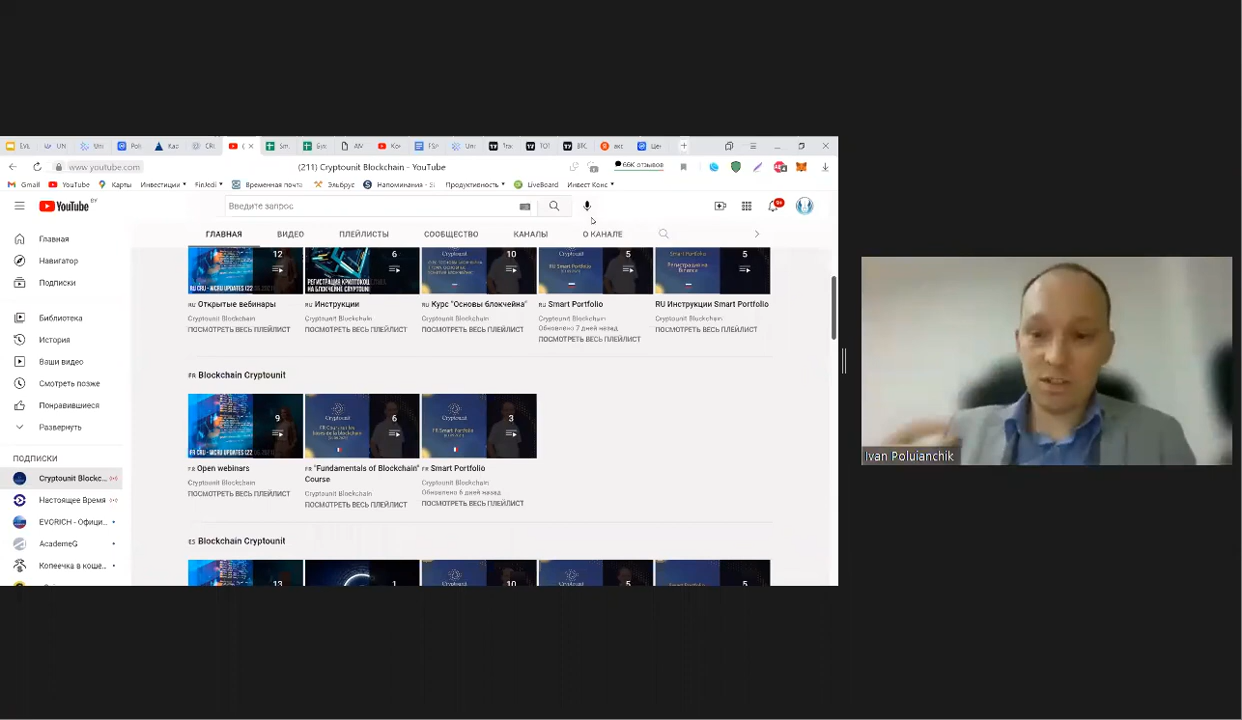 (211) Cryptounit Blockchain - YouTube
www.youtube.com
66K отзывов
Gmail
YouTube
Карты
Инвестиции
FinJedi
Временная почта
Эльбрус
Продуктивность
LiveBoard
Инвест Конс
YouTube
BY
Введите запрос
9+
ГЛАВНАЯ
ВИДЕО
ПЛЕЙЛИСТЫ
СООБЩЕСТВО
КАНАЛЫ
О КАНАЛЕ
Главная
Навигатор
Подписки
Библиотека
История
Ваши видео
Смотреть позже
Понравившиеся
Развернуть
ПОДПИСКИ
Cryptounit Blockc...
Настоящее Время
EVORICH - Офици...
AcademeG
Копеечка в коше...
12
6
10
5
5
RU Открытые вебинары
RU Инструкции
RU Курс "Основы блокчейна"
RU Smart Portfolio
RU Инструкции Smart Portfolio
Cryptounit Blockchain
Cryptounit Blockchain
Cryptounit Blockchain
Cryptounit Blockchain
Cryptounit Blockchain
Обновлено 7 дней назад
ПОСМОТРЕТЬ ВЕСЬ ПЛЕЙЛИСТ
ПОСМОТРЕТЬ ВЕСЬ ПЛЕЙЛИСТ
ПОСМОТРЕТЬ ВЕСЬ ПЛЕЙЛИСТ
ПОСМОТРЕТЬ ВЕСЬ ПЛЕЙЛИСТ
ПОСМОТРЕТЬ ВЕСЬ ПЛЕЙЛИСТ
FR Blockchain Cryptounit
9
6
3
FR Open webinars
FR "Fundamentals of Blockchain" Course
FR Smart Portfolio
Cryptounit Blockchain
Cryptounit Blockchain
Cryptounit Blockchain
Обновлено 6 дней назад
ПОСМОТРЕТЬ ВЕСЬ ПЛЕЙЛИСТ
ПОСМОТРЕТЬ ВЕСЬ ПЛЕЙЛИСТ
ПОСМОТРЕТЬ ВЕСЬ ПЛЕЙЛИСТ
ES Blockchain Cryptounit
13
1
10
5
5
Ivan Poluianchik